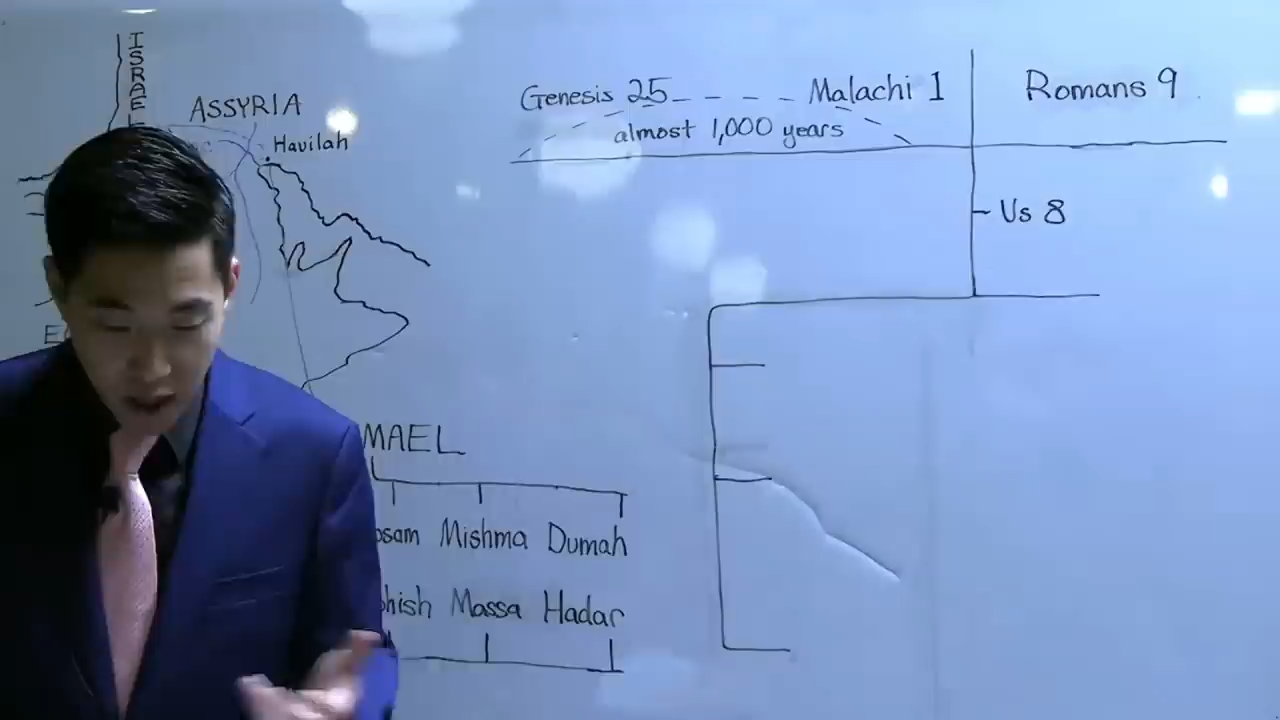 ISRAEL
ASSYRIA
Havilah
Genesis 25 - - - - Malachi 1
almost 1,000 years
Romans 9
- Vs 8
MAEL
Mishma Dumah
Massa Hadar